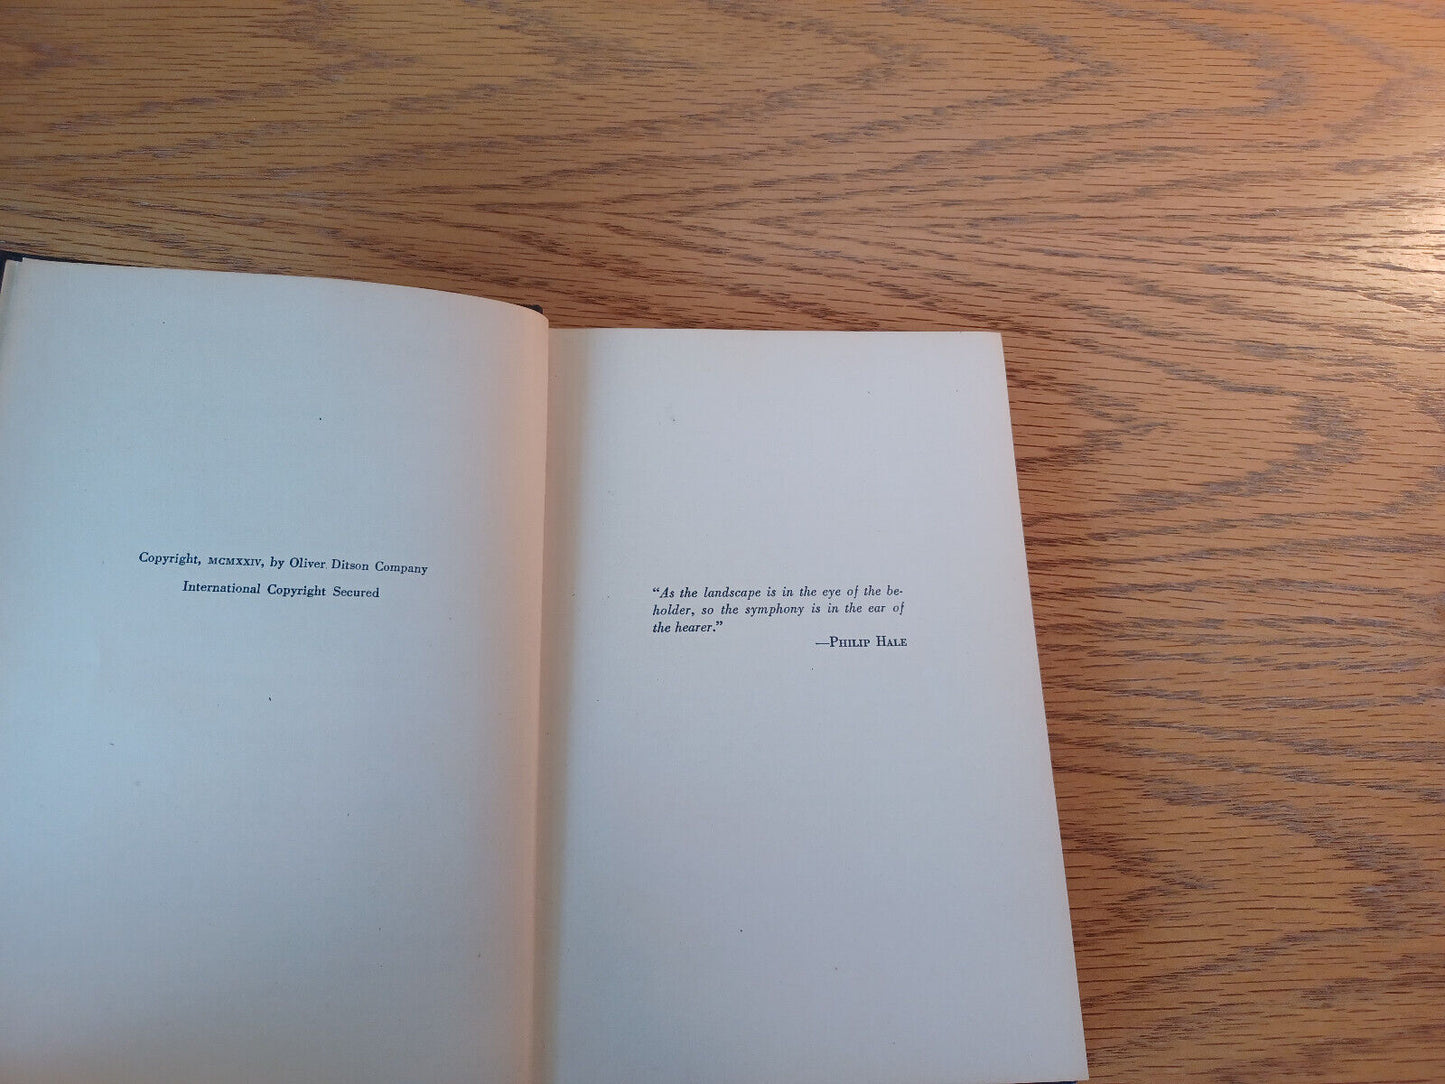 Copyright, MCMXXIV, by Oliver Ditson Company
International Copyright Secured
“As the landscape is in the eye of the be-
holder, so the symphony is in the ear of
the hearer.”
—Philip Hale